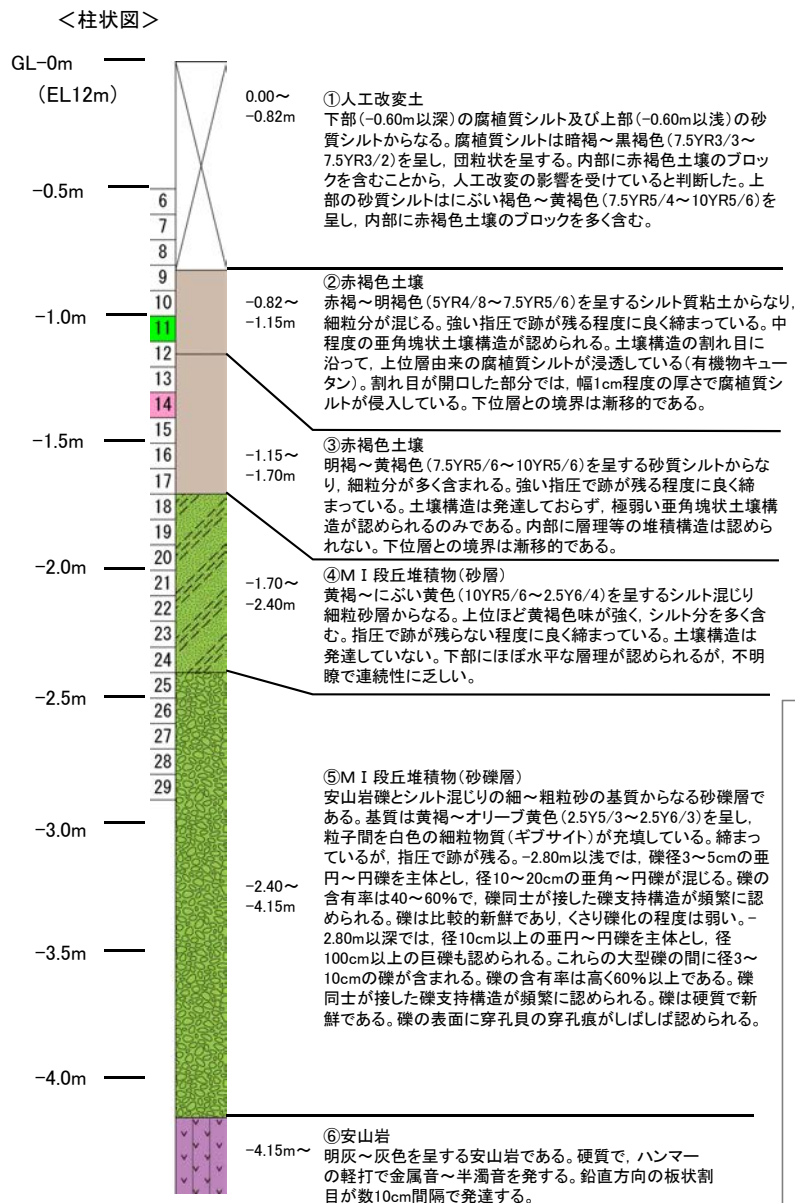 ＜柱状図＞
GL-0m
(EL12m)
-0.5m
-1.0m
-1.5m
-2.0m
-2.5m
-3.0m
-3.5m
-4.0m
6
7
8
9
10
11
12
13
14
15
16
17
18
19
20
21
22
23
24
25
26
27
28
29
0.00～
-0.82m
①人工改変土
下部(-0.60m以深)の腐植質シルト及び上部(-0.60m以浅)の砂
質シルトからなる。腐植質シルトは暗褐～黒褐色(7.5YR3/3～
7.5YR3/2)を呈し，団粒状を呈する。内部に赤褐色土壌のブロッ
クを含むことから，人工改変の影響を受けていると判断した。上
部の砂質シルトはにぶい褐色～黄褐色(7.5YR5/4～10YR5/6)を
呈し，内部に赤褐色土壌のブロックを多く含む。
-0.82～
-1.15m
②赤褐色土壌
赤褐～明褐色(5YR4/8～7.5YR5/6)を呈するシルト質粘土からなり，
細粒分が混じる。強い指圧で跡が残る程度に良く締まっている。中
程度の亜角塊状土壌構造が認められる。土壌構造の割れ目に
沿って，上位層由来の腐植質シルトが浸透している(有機物キュー
タン)。割れ目が開口した部分では，幅1cm程度の厚さで腐植質シ
ルトが侵入している。下位層との境界は漸移的である。
-1.15～
-1.70m
③赤褐色土壌
明褐～黄褐色(7.5YR5/6～10YR5/6)を呈する砂質シルトからな
り，細粒分が多く含まれる。強い指圧で跡が残る程度に良く締
まっている。土壌構造は発達しておらず，極弱い亜角塊状土壌構
造が認められるのみである。内部に層理等の堆積構造は認めら
れない。下位層との境界は漸移的である。
-1.70～
-2.40m
④ＭⅠ段丘堆積物(砂層)
黄褐～にぶい黄色(10YR5/6～2.5Y6/4)を呈するシルト混じり
細粒砂層からなる。上位ほど黄褐色味が強く，シルト分を多く含
む。指圧で跡が残らない程度に良く締まっている。土壌構造は
発達していない。下部にほぼ水平な層理が認められるが，不明
瞭で連続性に乏しい。
-2.40～
-4.15m
⑤ＭⅠ段丘堆積物(砂礫層)
安山岩礫とシルト混じりの細～粗粒砂の基質からなる砂礫層で
ある。基質は黄褐～オリーブ黄色(2.5Y5/3～2.5Y6/3)を呈し，
粒子間を白色の細粒物質(ギブサイト)が充填している。締まっ
ているが，指圧で跡が残る。-2.80m以浅では，礫径3～5cmの亜
円～円礫を主体とし，径10～20cmの亜角～円礫が混じる。礫の
含有率は40～60%で，礫同士が接した礫支持構造が頻繁に認
められる。礫は比較的新鮮であり，くさり礫化の程度は弱い。-
2.80m以深では，径10cm以上の亜円～円礫を主体とし，径
100cm以上の巨礫も認められる。これらの大型礫の間に径3～
10cmの礫が含まれる。礫の含有率は高く60%以上である。礫
同士が接した礫支持構造が頻繁に認められる。礫は硬質で新
鮮である。礫の表面に穿孔貝の穿孔痕がしばしば認められる。
-4.15m～
⑥安山岩
明灰～灰色を呈する安山岩である。硬質で，ハンマー
の軽打で金属音～半濁音を発する。鉛直方向の板状割
目が数10cm間隔で発達する。